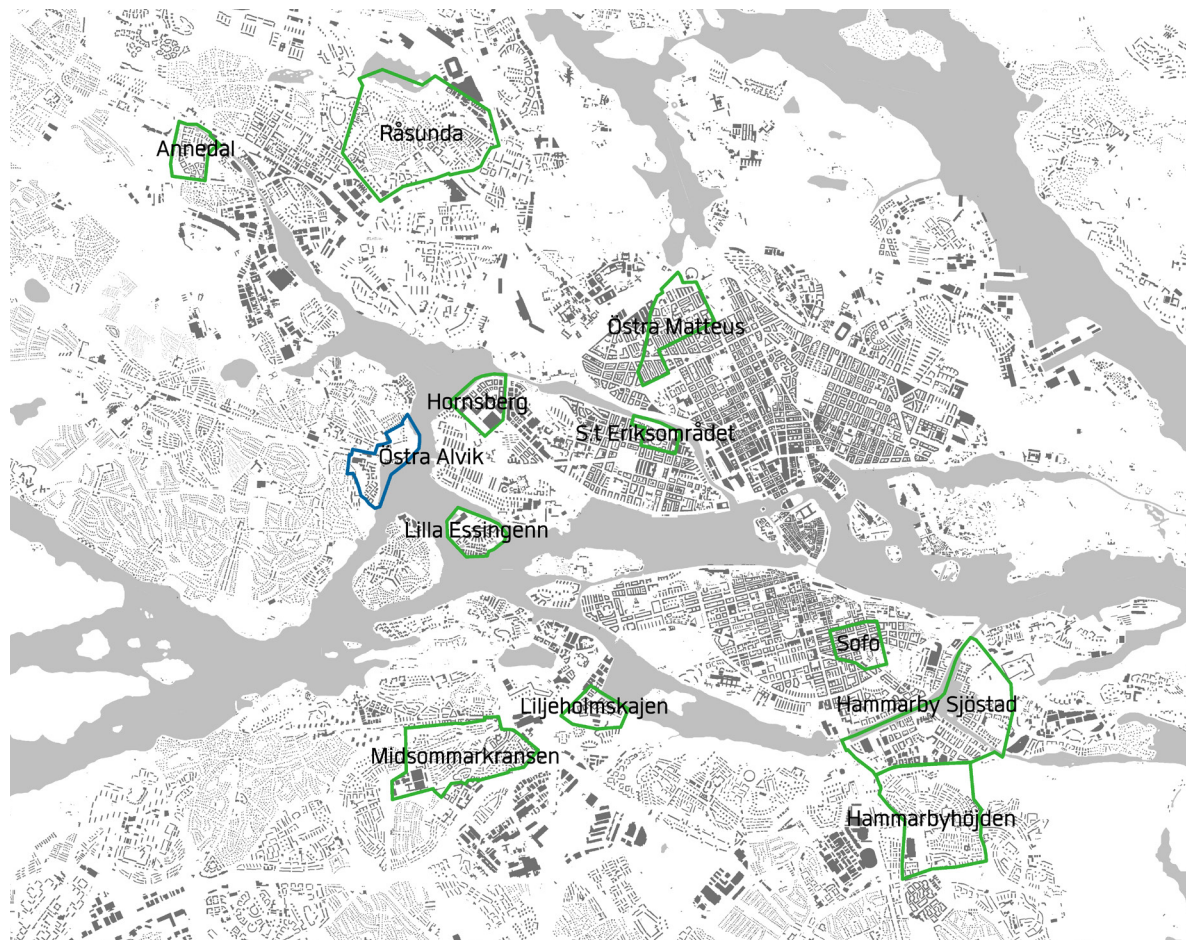 Råsunda
Annedal
Östra Matteus
Hornsberg
S:t Eriksområdet
Östra Alvik
Lilla Essingenn
Sofo
Hammarby Sjöstad
Liljeholmskajen
Midsommarkransen
Hammarbyhöjden